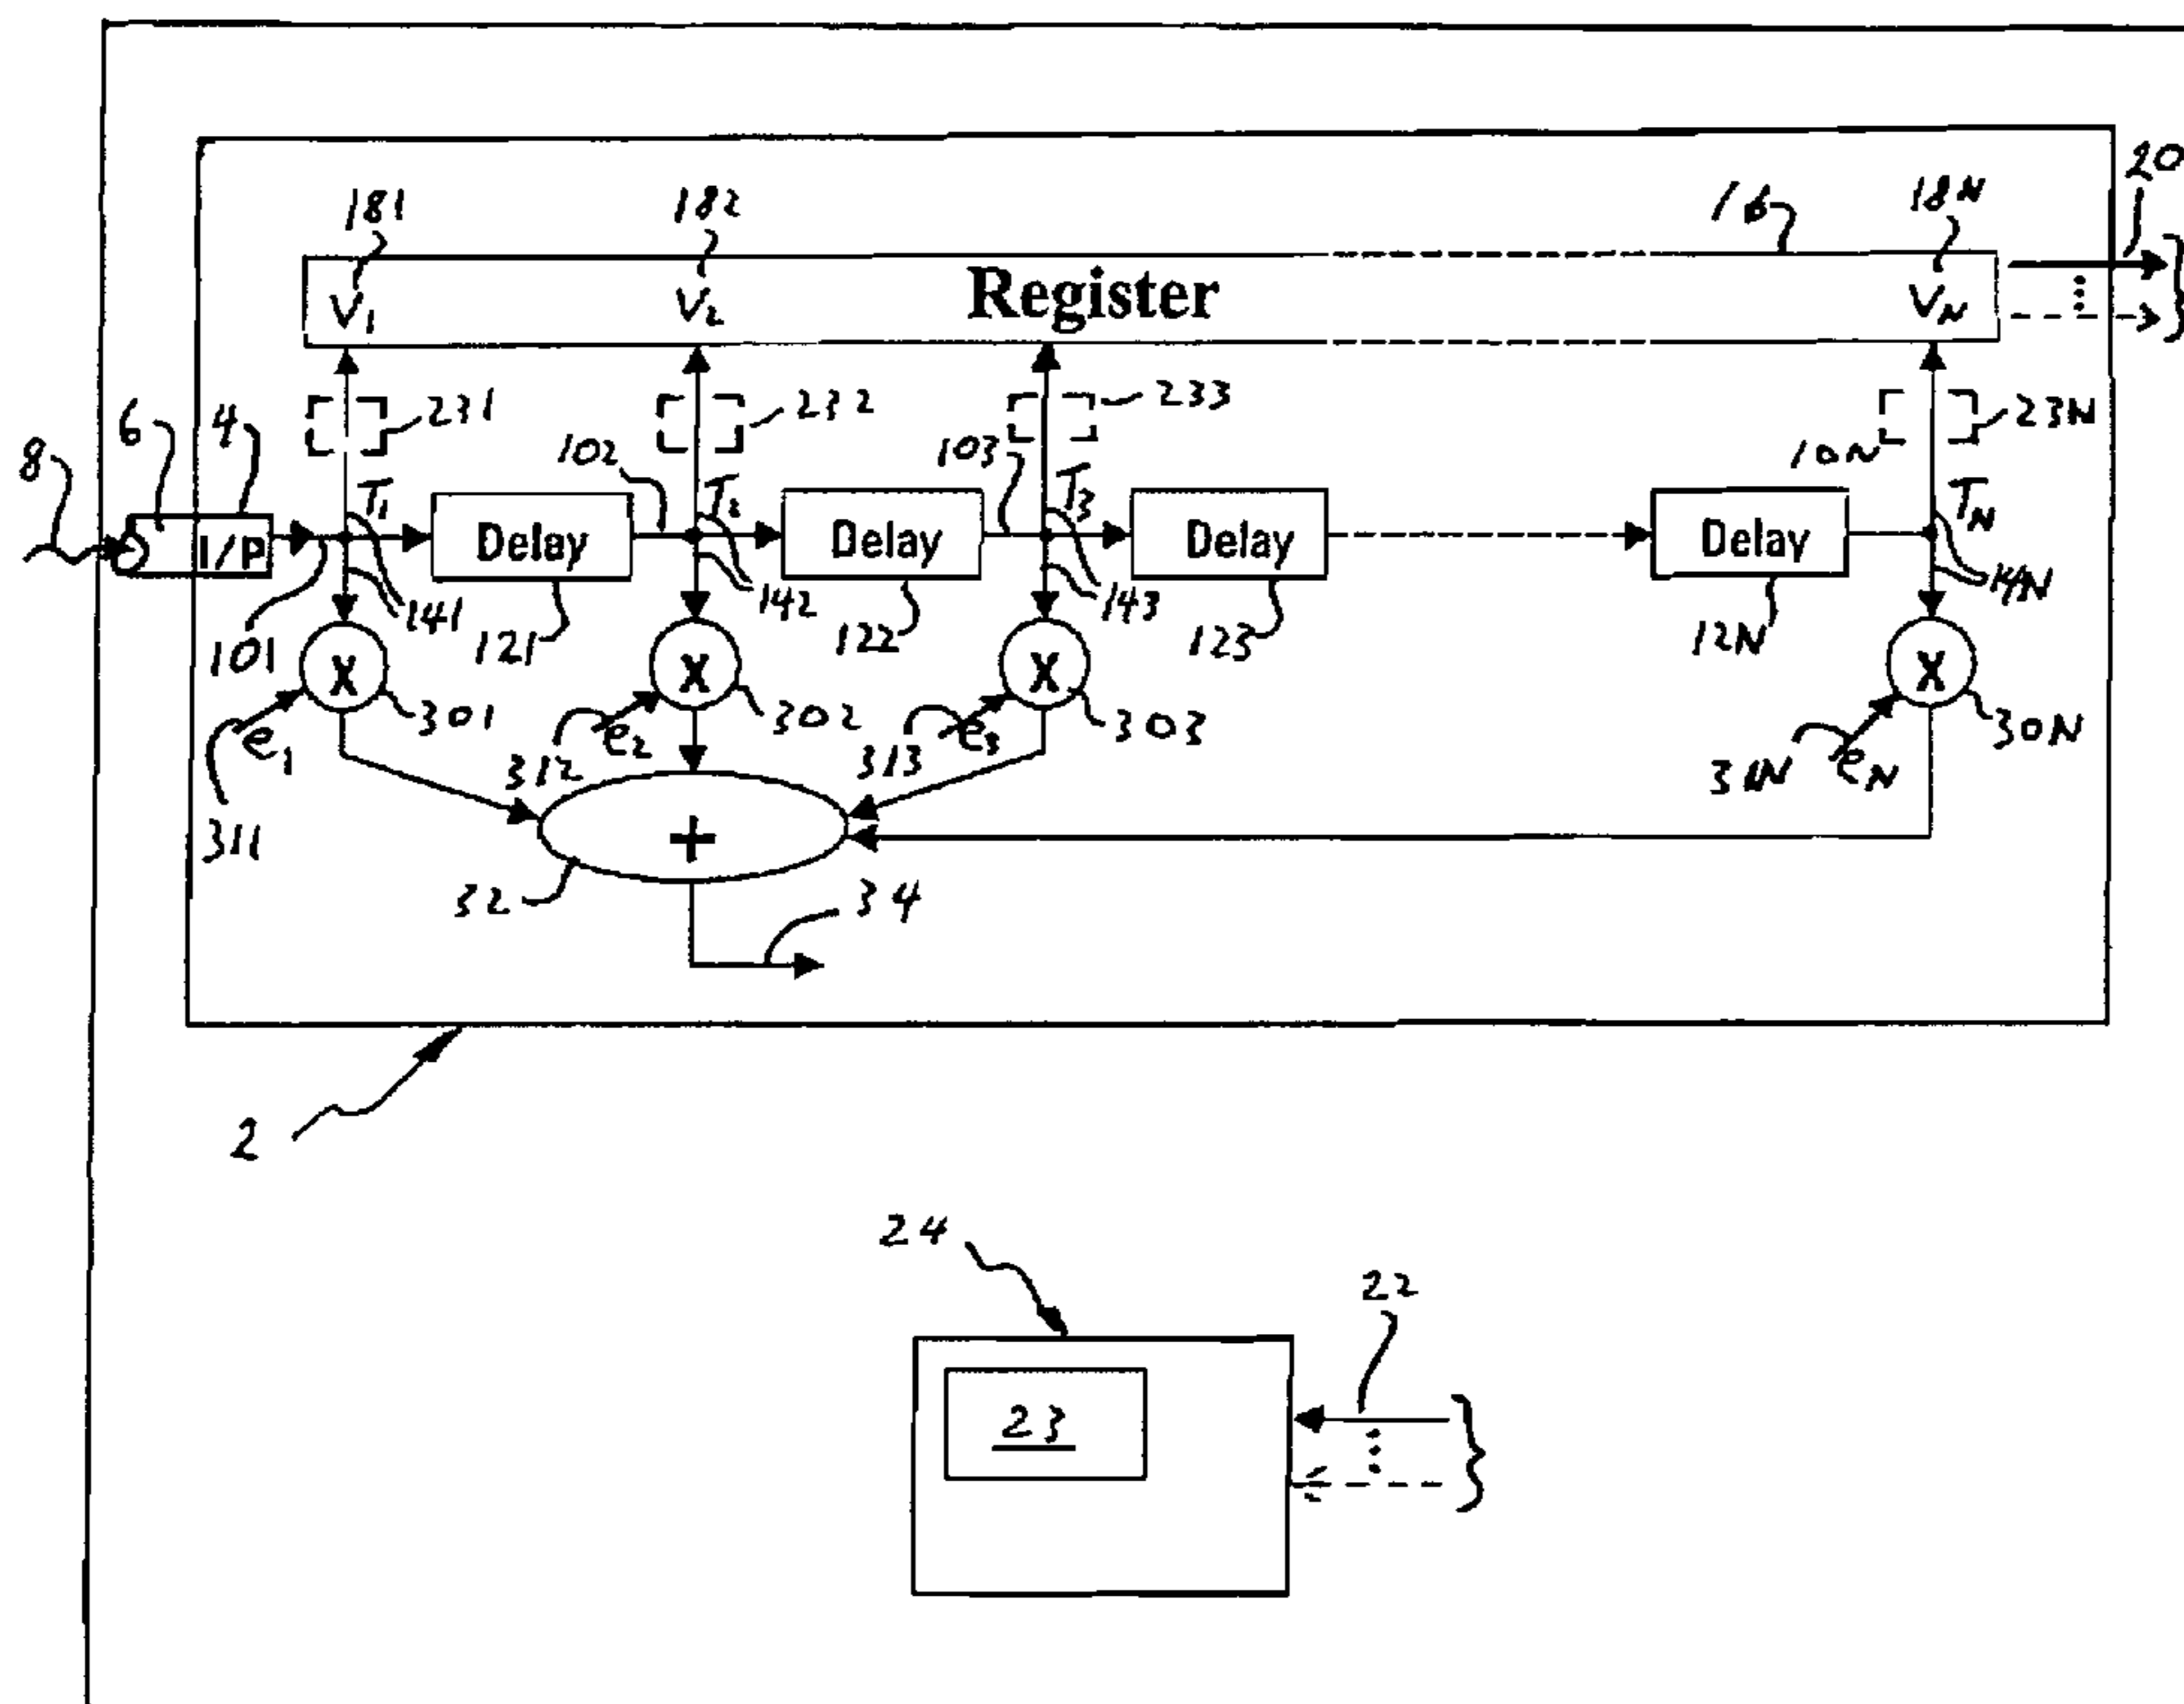 20
181
182
16
18N
V1
V2
Register
VN
231
232
233
23N
8
6
4
102
103
10N
T1
T2
T3
TN
I/P
Delay
Delay
Delay
Delay
101
141
121
142
122
143
123
12N
14N
X
X
X
X
301
302
303
30N
e1
e2
e3
eN
311
312
313
31N
+
32
34
2
24
22
23